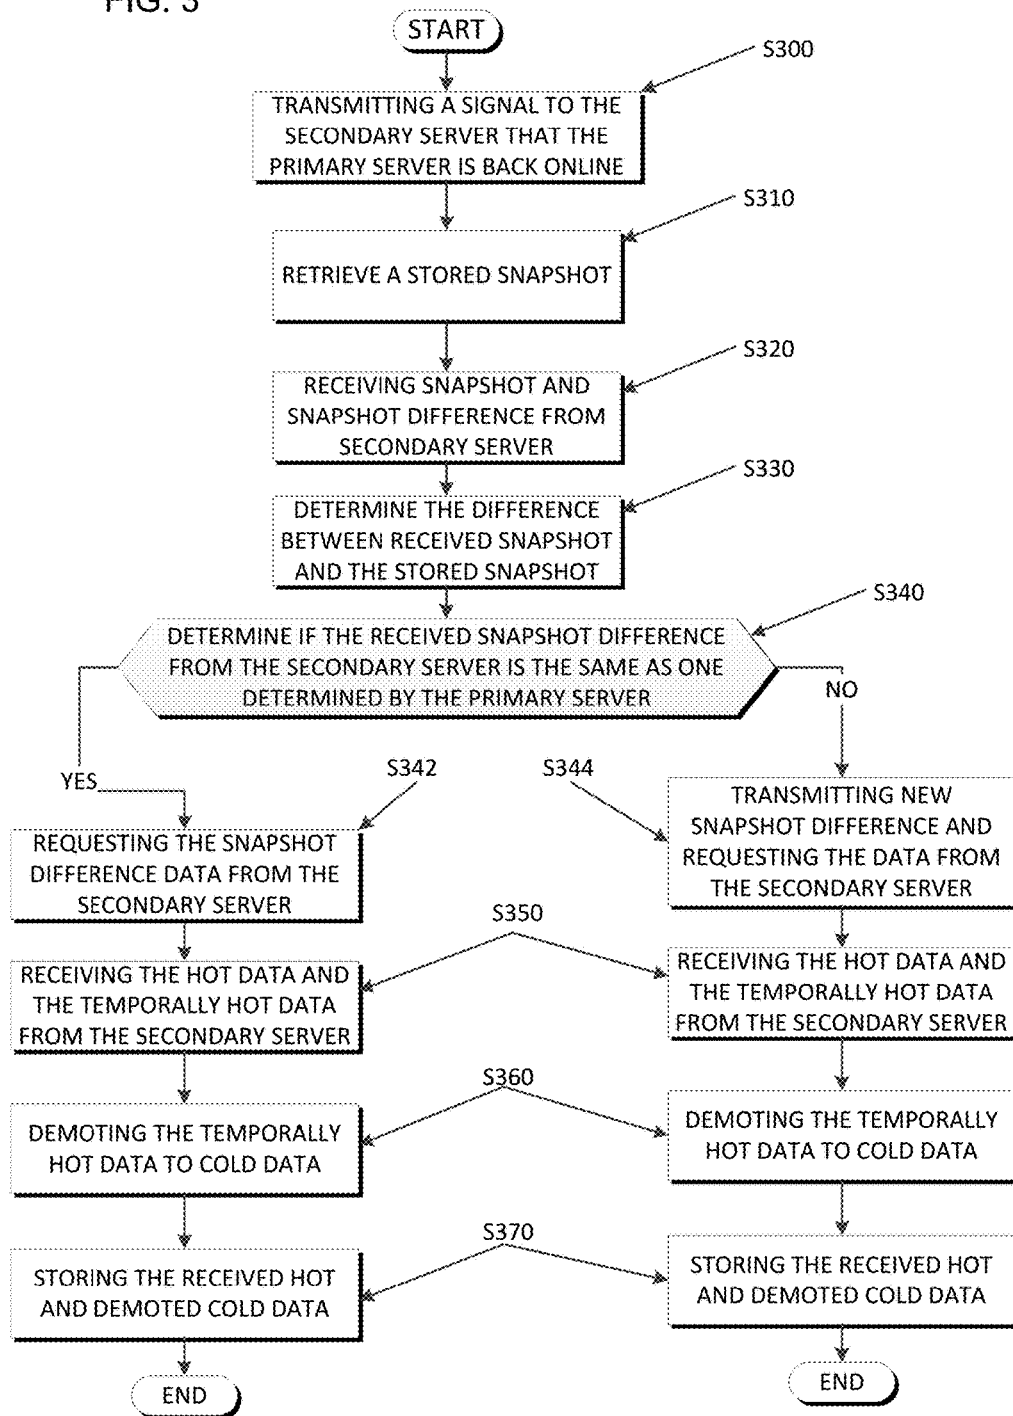 FIG. 3
START
S300
TRANSMITTING A SIGNAL TO THE
SECONDARY SERVER THAT THE
PRIMARY SERVER IS BACK ONLINE
S310
RETRIEVE A STORED SNAPSHOT
S320
RECEIVING SNAPSHOT AND
SNAPSHOT DIFFERENCE FROM
SECONDARY SERVER
S330
DETERMINE THE DIFFERENCE
BETWEEN RECEIVED SNAPSHOT
AND THE STORED SNAPSHOT
S340
DETERMINE IF THE RECEIVED SNAPSHOT DIFFERENCE
FROM THE SECONDARY SERVER IS THE SAME AS ONE
DETERMINED BY THE PRIMARY SERVER
NO
YES
S342
S344
REQUESTING THE SNAPSHOT
DIFFERENCE DATA FROM THE
SECONDARY SERVER
TRANSMITTING NEW
SNAPSHOT DIFFERENCE AND
REQUESTING THE DATA FROM
THE SECONDARY SERVER
S350
RECEIVING THE HOT DATA AND
THE TEMPORALLY HOT DATA
FROM THE SECONDARY SERVER
RECEIVING THE HOT DATA AND
THE TEMPORALLY HOT DATA
FROM THE SECONDARY SERVER
S360
DEMOTING THE TEMPORALLY
HOT DATA TO COLD DATA
DEMOTING THE TEMPORALLY
HOT DATA TO COLD DATA
S370
STORING THE RECEIVED HOT
AND DEMOTED COLD DATA
STORING THE RECEIVED HOT
AND DEMOTED COLD DATA
END
END